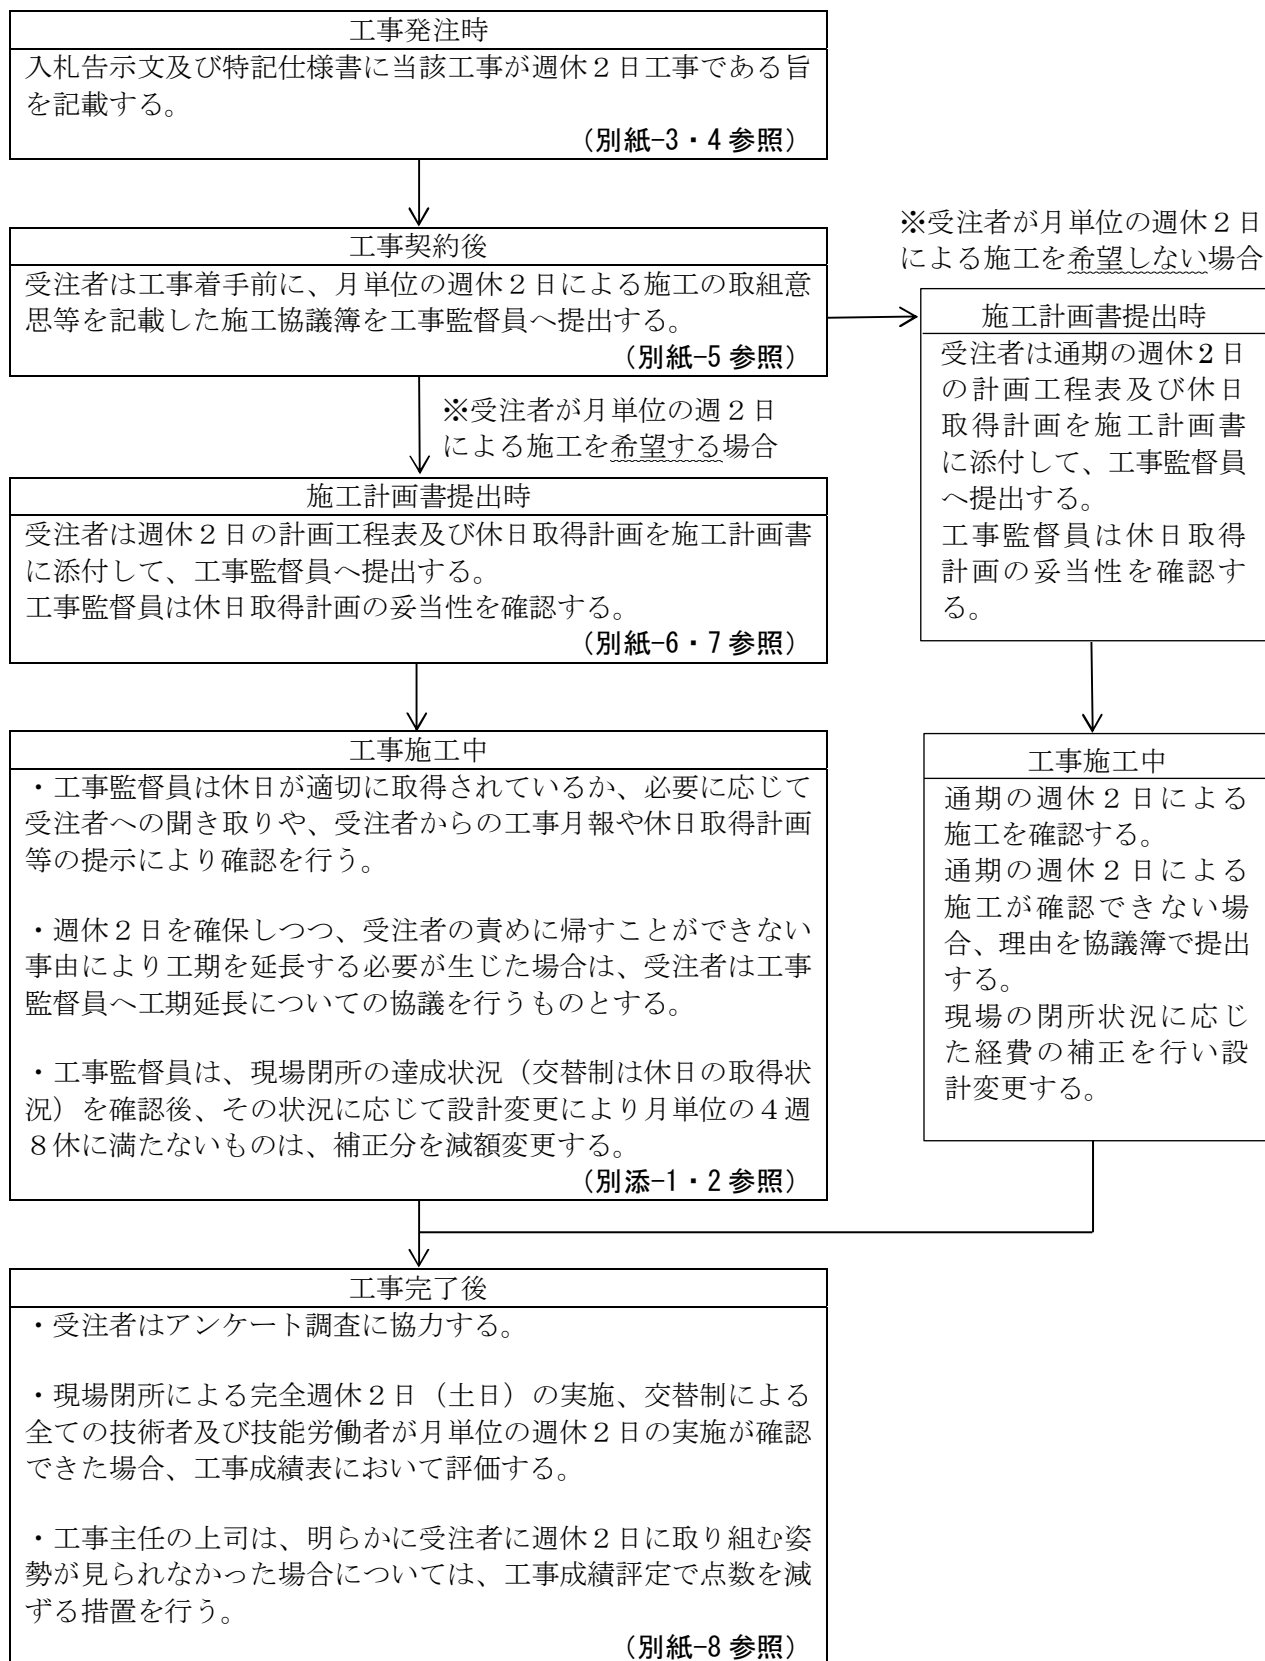 工事発注時
入札告示文及び特記仕様書に当該工事が週休２日工事である旨
を記載する。
（別紙-3・4 参照）
工事契約後
受注者は工事着手前に、月単位の週休２日による施工の取組意
思等を記載した施工協議簿を工事監督員へ提出する。
（別紙-5 参照）
※受注者が月単位の週休２日
による施工を希望しない場合
施工計画書提出時
受注者は通期の週休２日
の計画工程表及び休日
取得計画を施工計画書
に添付して、工事監督員
へ提出する。
工事監督員は休日取得
計画の妥当性を確認す
る。
※受注者が月単位の週２日
による施工を希望する場合
施工計画書提出時
受注者は週休２日の計画工程表及び休日取得計画を施工計画書
に添付して、工事監督員へ提出する。
工事監督員は休日取得計画の妥当性を確認する。
（別紙-6・7 参照）
工事施工中
・工事監督員は休日が適切に取得されているか、必要に応じて
受注者への聞き取りや、受注者からの工事月報や休日取得計画
等の提示により確認を行う。
・週休２日を確保しつつ、受注者の責めに帰すことができない
事由により工期を延長する必要が生じた場合は、受注者は工事
監督員へ工期延長についての協議を行うものとする。
・工事監督員は、現場閉所の達成状況（交替制は休日の取得状
況）を確認後、その状況に応じて設計変更により月単位の４週
８休に満たないものは、補正分を減額変更する。
（別添-1・2 参照）
工事施工中
通期の週休２日による
施工を確認する。
通期の週休２日による
施工が確認できない場
合、理由を協議簿で提出
する。
現場の閉所状況に応じ
た経費の補正を行い設
計変更する。
工事完了後
・受注者はアンケート調査に協力する。
・現場閉所による完全週休２日（土日）の実施、交替制による
全ての技術者及び技能労働者が月単位の週休２日の実施が確認
できた場合、工事成績表において評価する。
・工事主任の上司は、明らかに受注者に週休２日に取り組む姿
勢が見られなかった場合については、工事成績評定で点数を減
ずる措置を行う。
（別紙-8 参照）